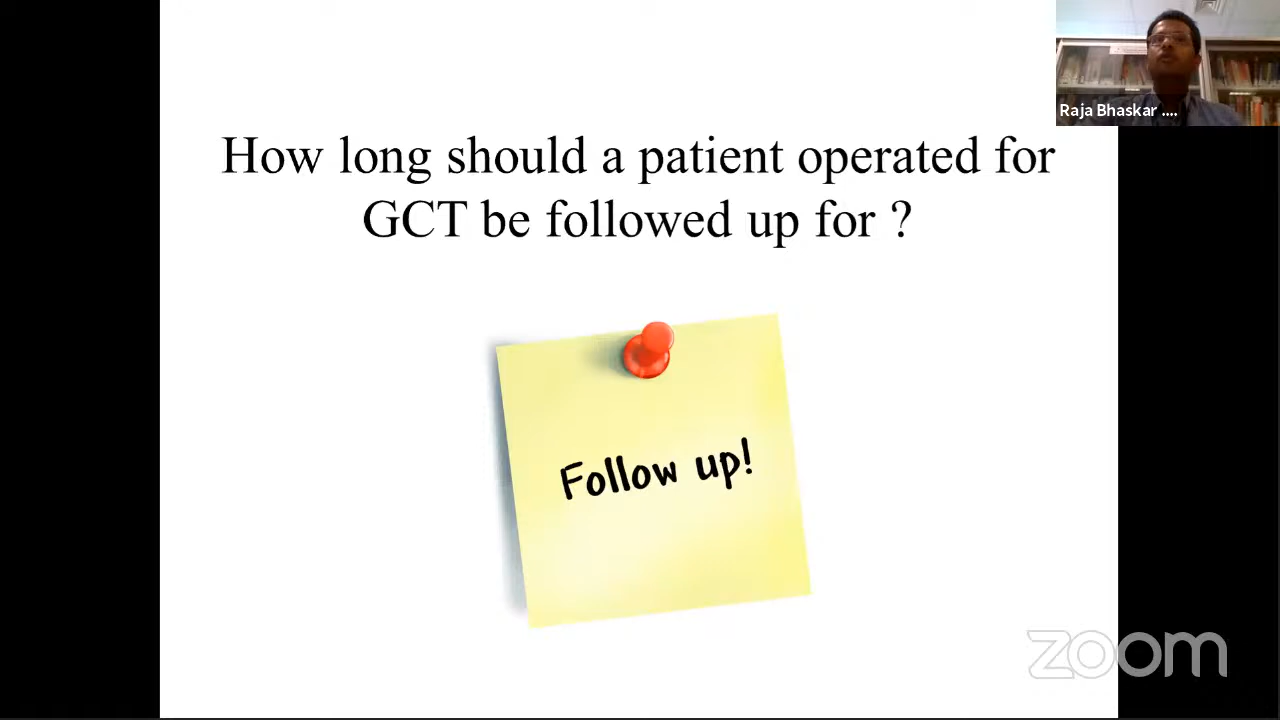 Raja Bhaskar ....
How long should a patient operated for
GCT be followed up for ?
Follow up!
zoom